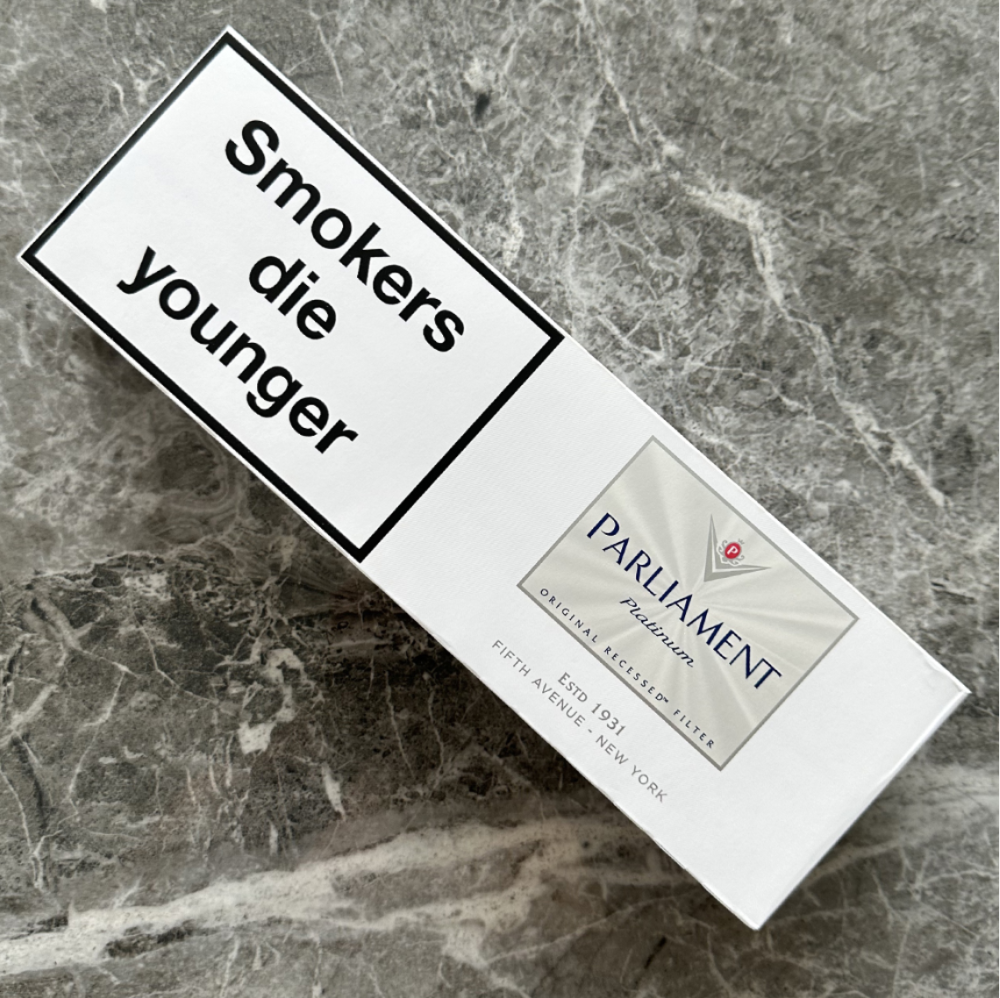 Smokers
die
younger
P
PARLIAMENT
Platinum
ORIGINAL RECESSED™ FILTER
ESTD 1931
FIFTH AVENUE - NEW YORK